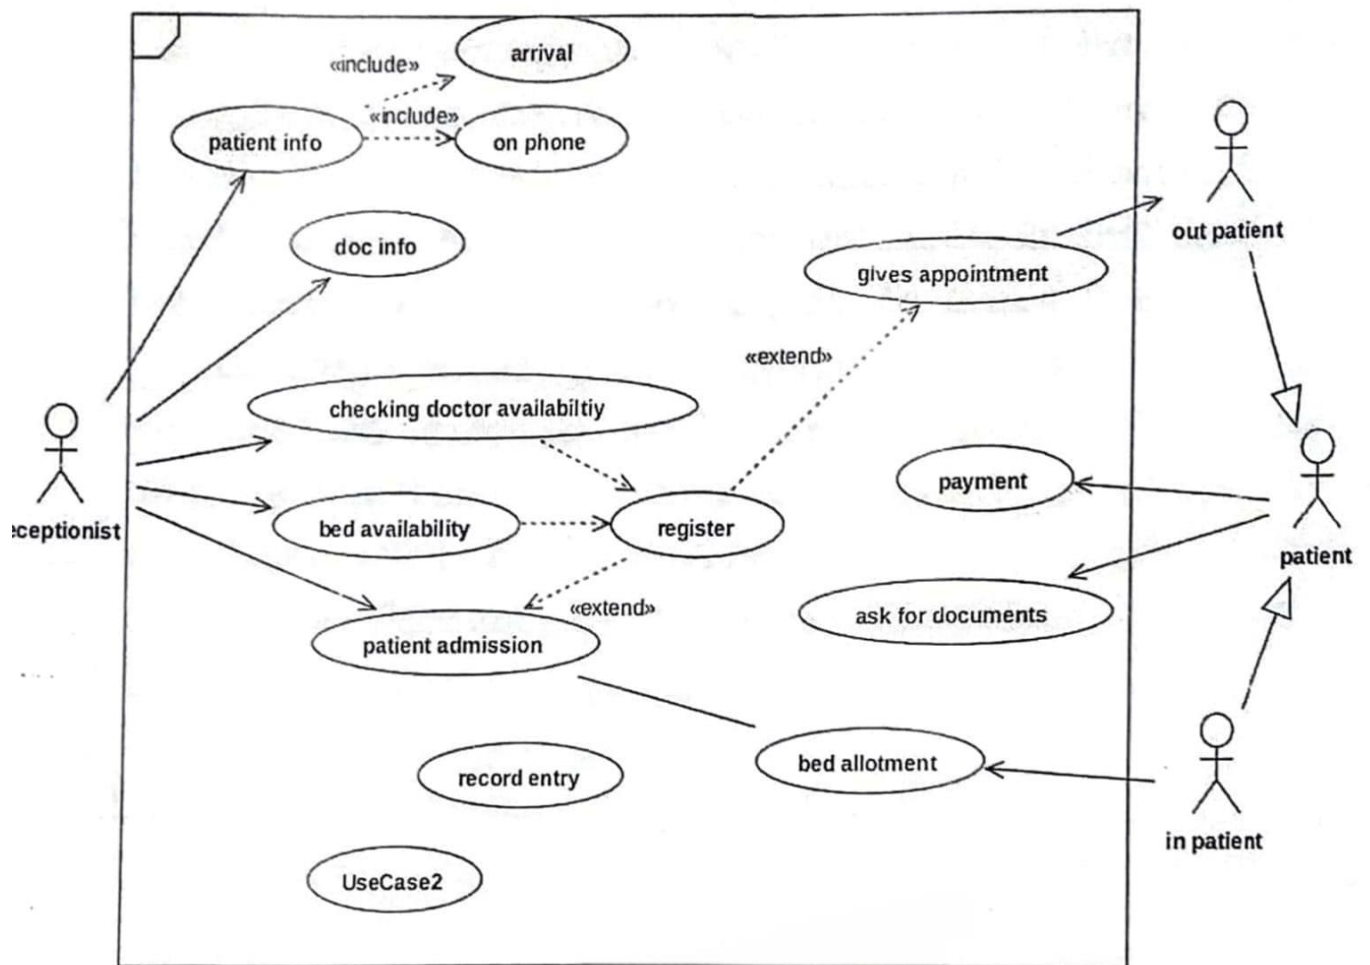 arrival
«include»
«include»
patient info
on phone
out patient
doc info
gives appointment
«extend»
checking doctor availabiltiy
payment
eceptionist
bed availability
register
patient
«extend»
ask for documents
patient admission
bed allotment
record entry
in patient
UseCase2